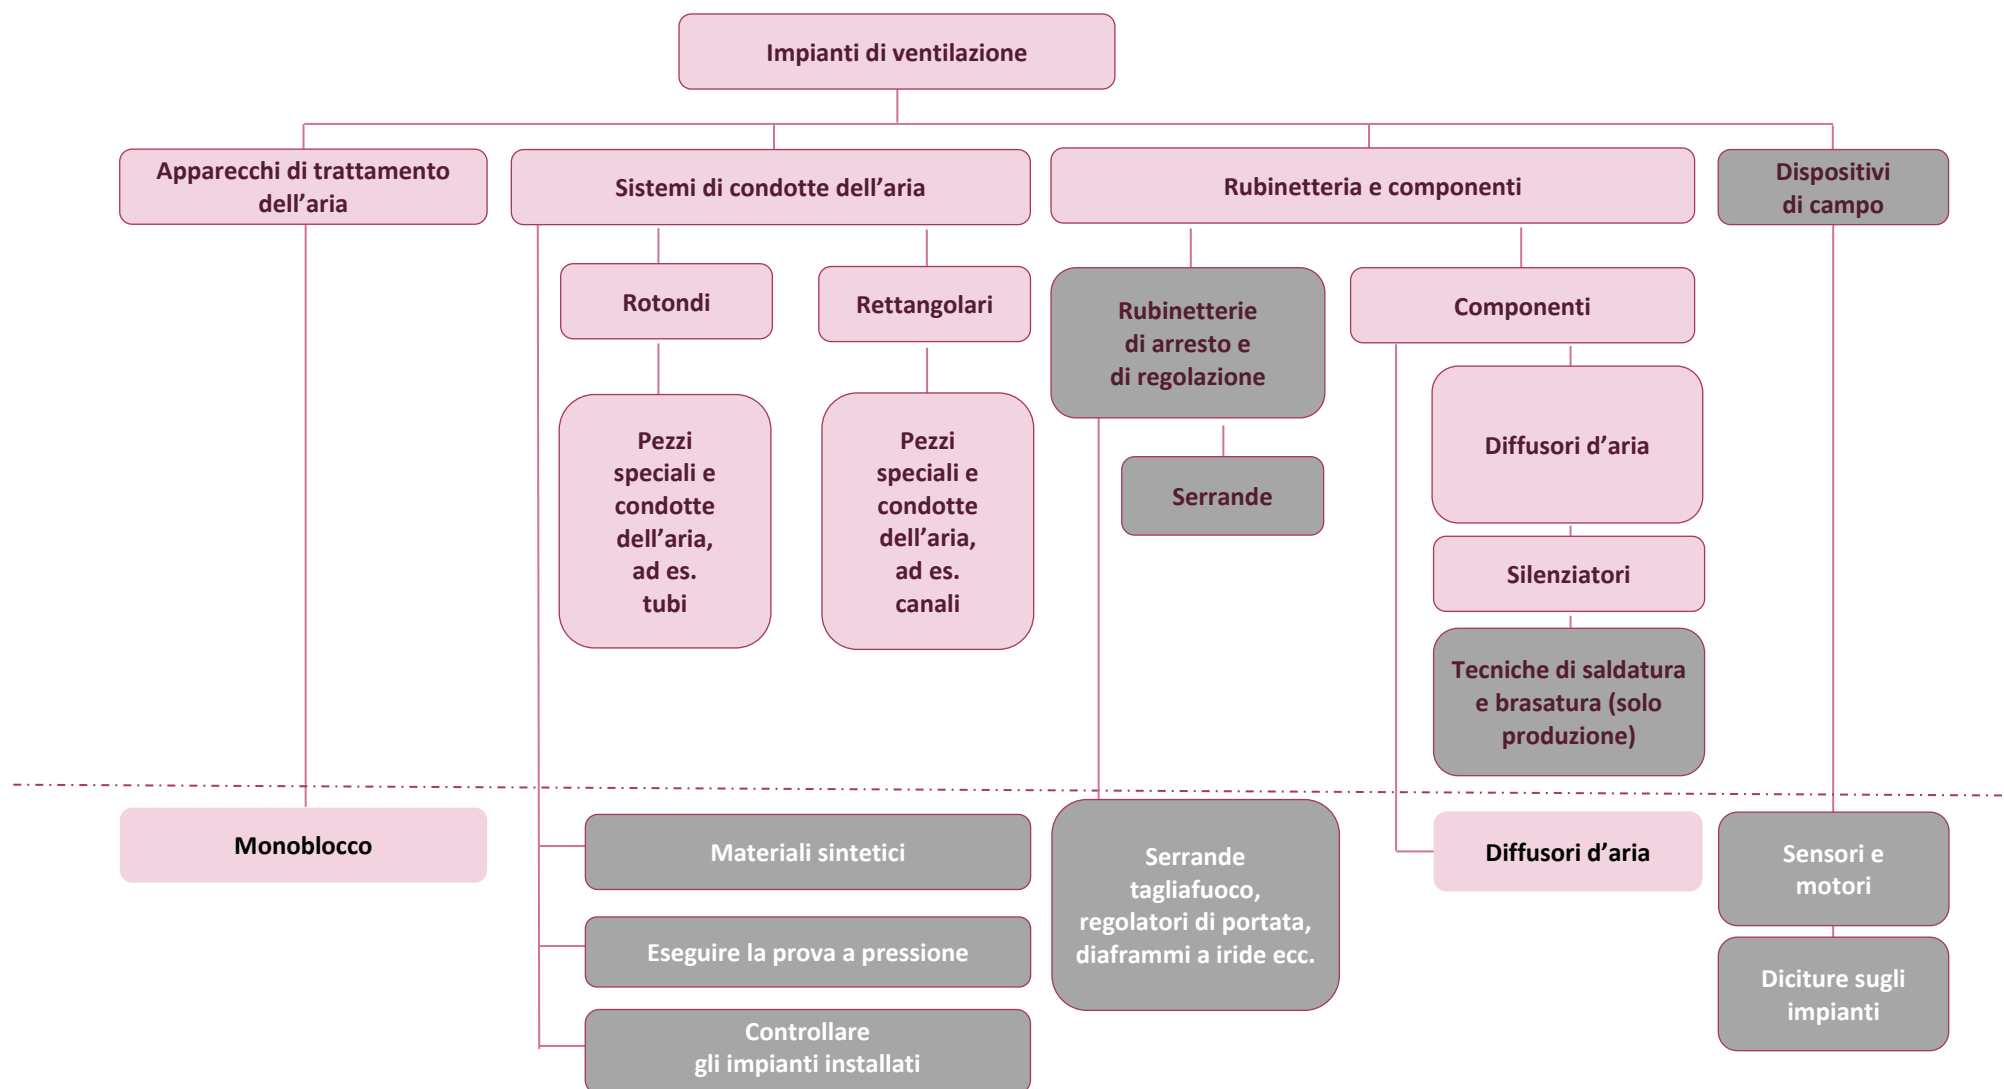 Impianti di ventilazione
Apparecchi di trattamento
dell’aria
Sistemi di condotte dell’aria
Rubinetteria e componenti
Dispositivi
di campo
Rotondi
Rettangolari
Rubinetterie
di arresto e
di regolazione
Componenti
Pezzi
speciali e
condotte
dell’aria,
ad es.
tubi
Pezzi
speciali e
condotte
dell’aria,
ad es.
canali
Serrande
Diffusori d’aria
Silenziatori
Tecniche di saldatura
e brasatura (solo
produzione)
Monoblocco
Materiali sintetici
Eseguire la prova a pressione
Controllare
gli impianti installati
Serrande
tagliafuoco,
regolatori di portata,
diaframmi a iride ecc.
Diffusori d’aria
Sensori e
motori
Diciture sugli
impianti